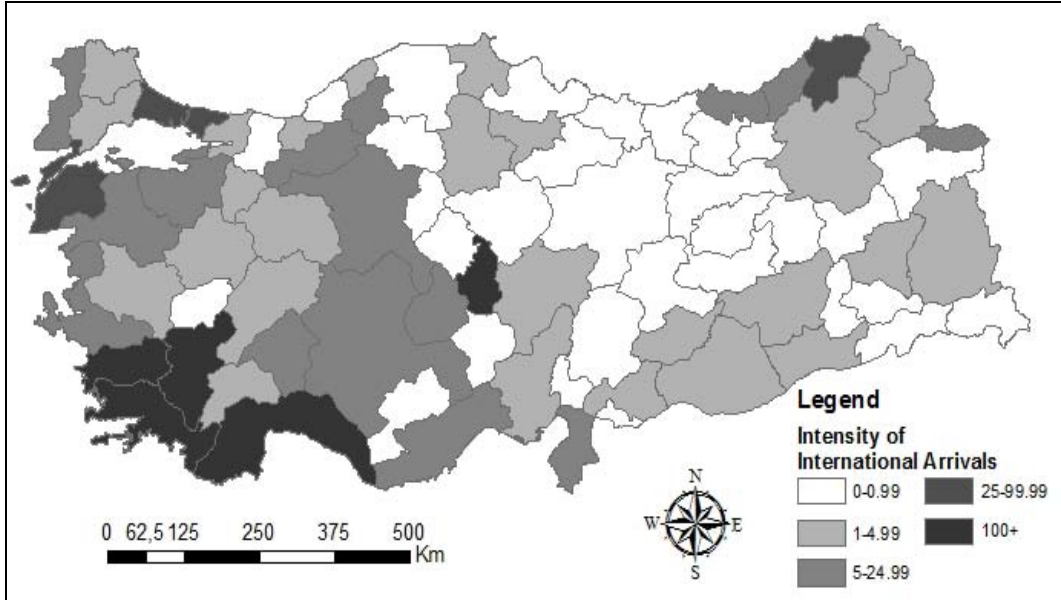 Legend
Intensity of
International Arrivals
0-0.99
25-99.99
1-4.99
100+
5-24.99
N
W E
S
0 62,5 125 250 375 500
Km